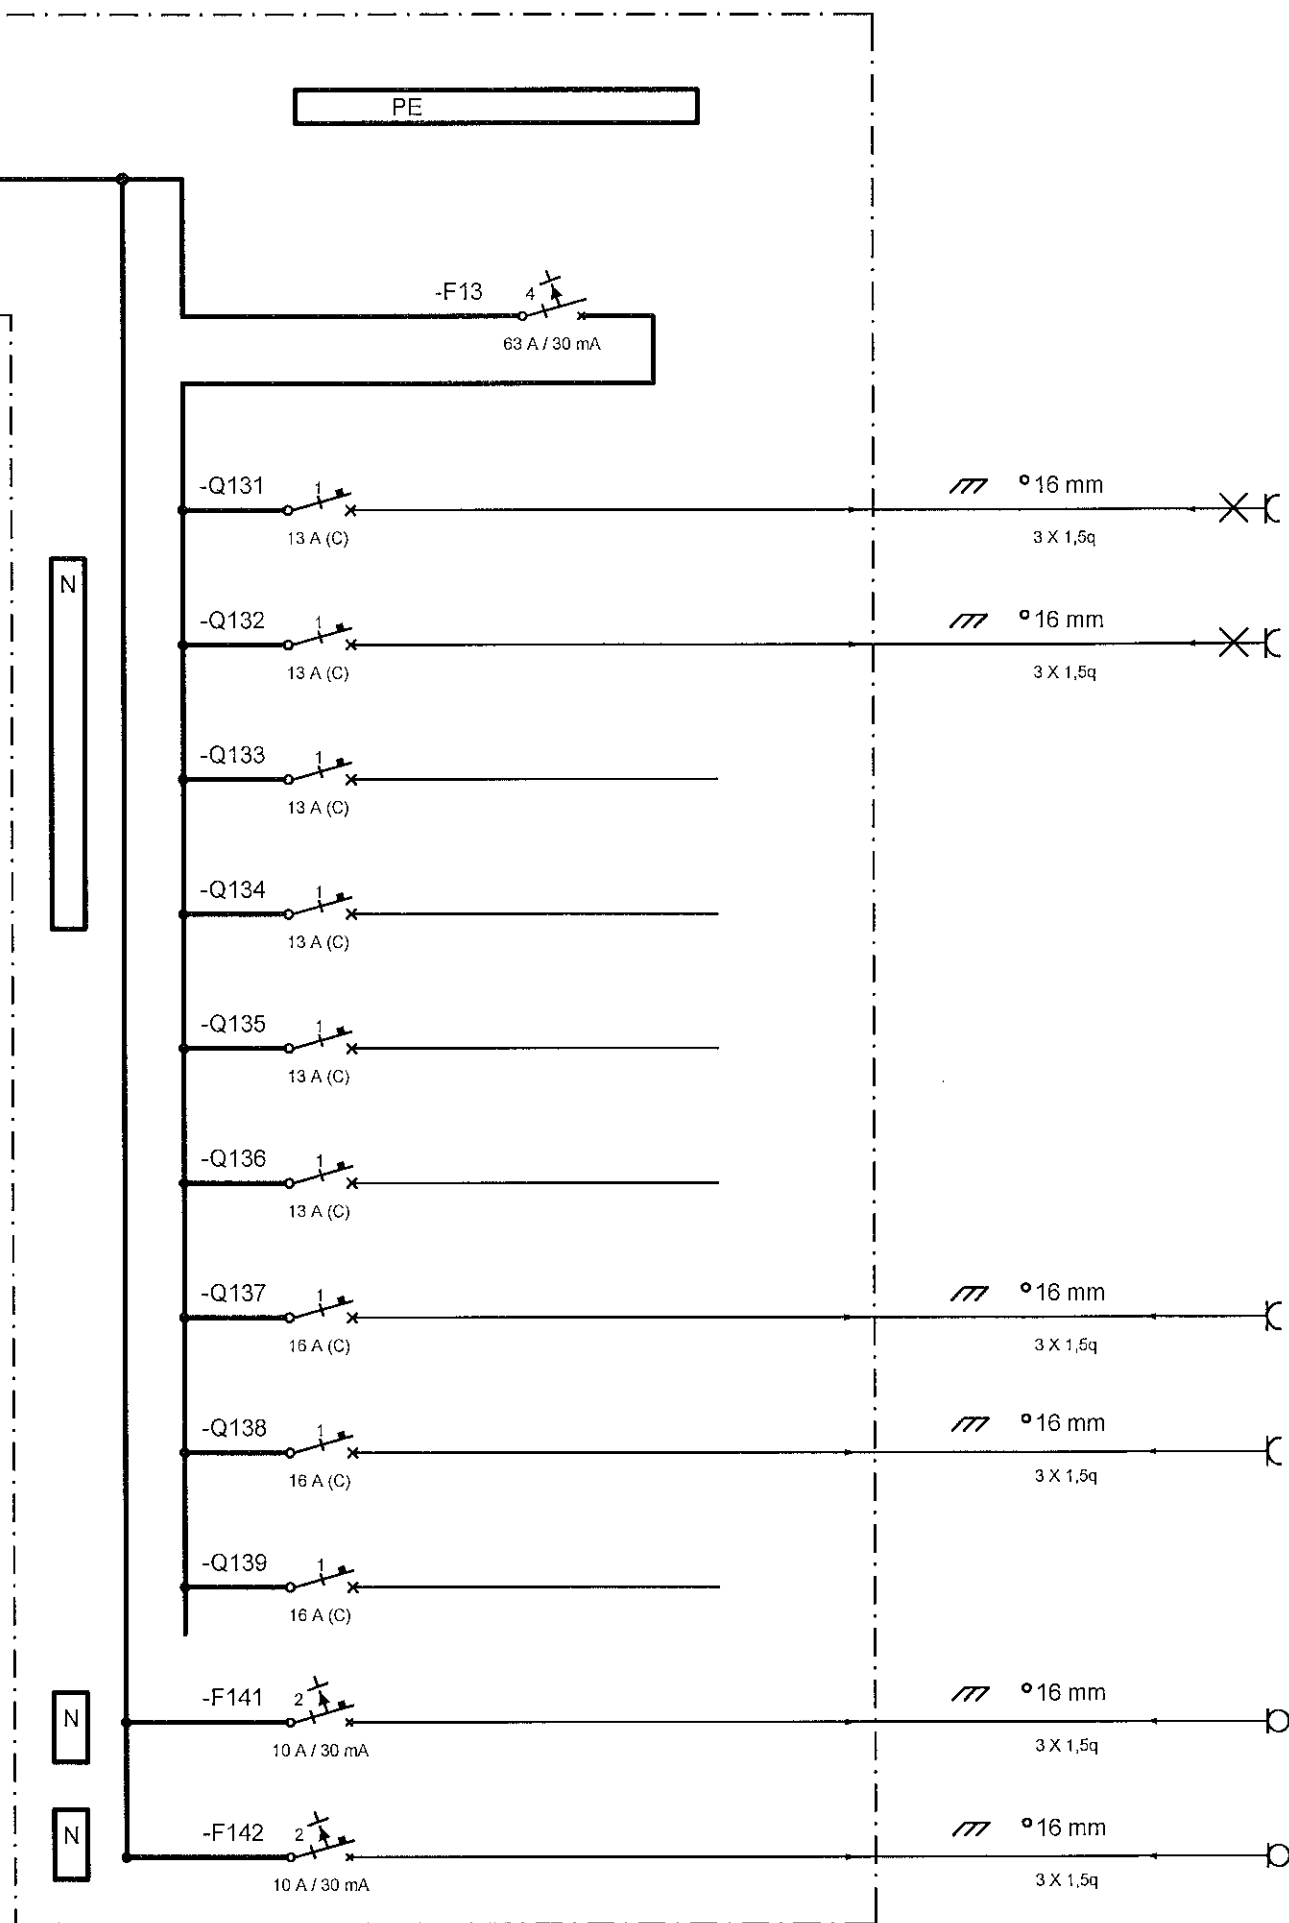 PE
-F13
4
63 A / 30 mA
-Q131
1
13 A (C)
16 mm
3 X 1,5q
N
-Q132
1
13 A (C)
16 mm
3 X 1,5q
-Q133
1
13 A (C)
-Q134
1
13 A (C)
-Q135
1
13 A (C)
-Q136
1
13 A (C)
-Q137
1
16 A (C)
16 mm
3 X 1,5q
-Q138
1
16 A (C)
16 mm
3 X 1,5q
-Q139
1
16 A (C)
N
-F141
2
10 A / 30 mA
16 mm
3 X 1,5q
N
-F142
2
10 A / 30 mA
16 mm
3 X 1,5q